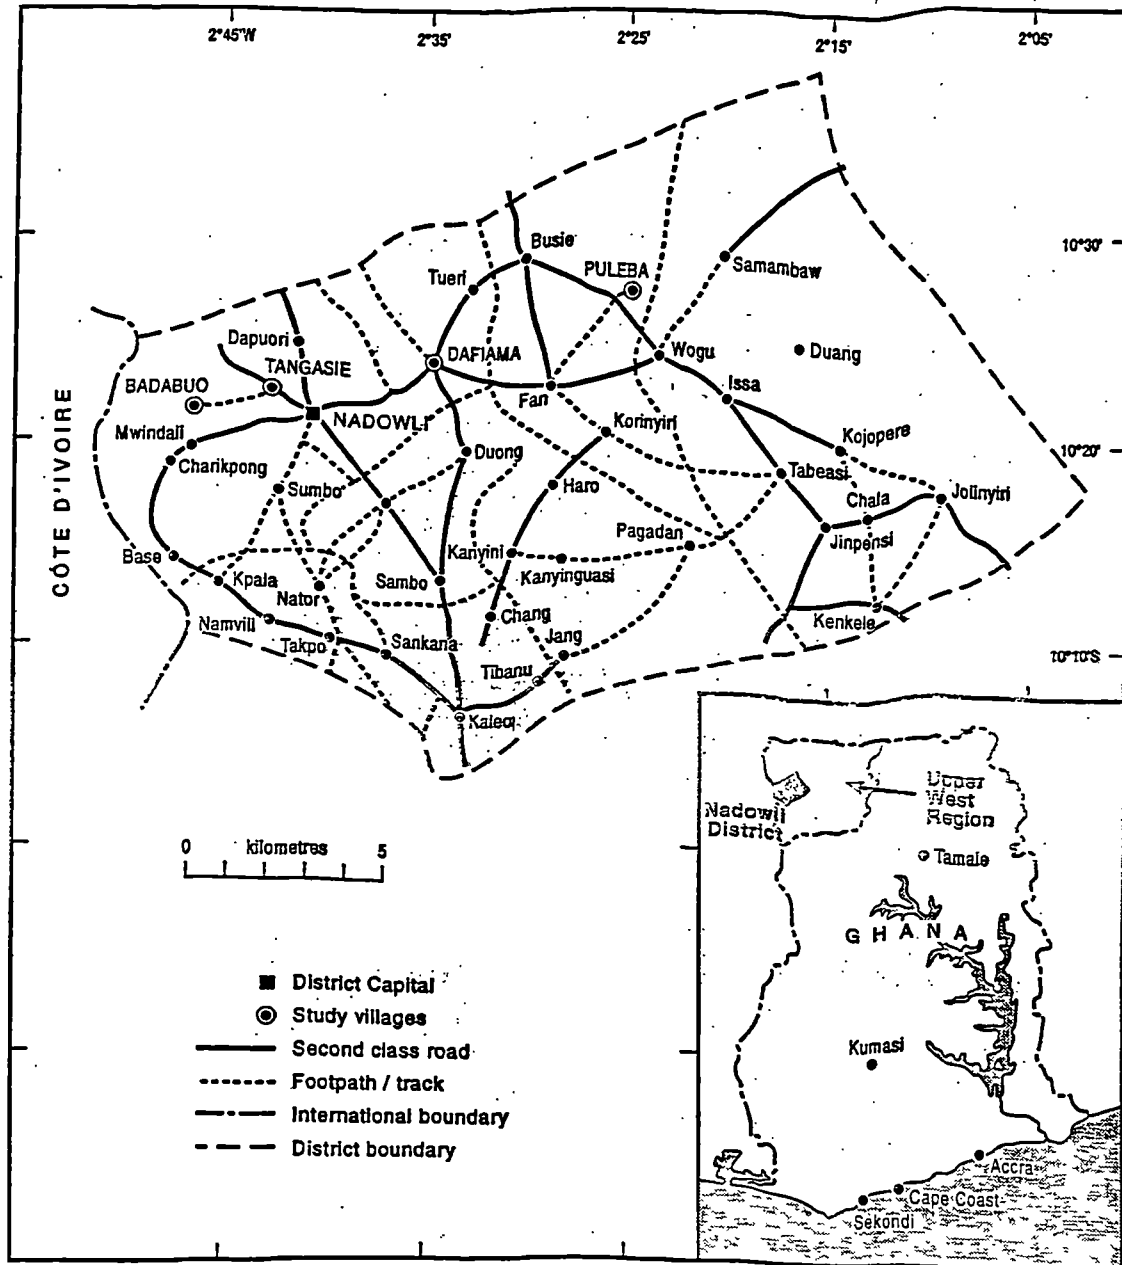 2°45'W
2°35'
2°25'
2°15'
2°05'
10°30'
10°20'
10°10'S
CÔTE D'IVOIRE
Busie
Tueri
PULEBA
Samambaw
Dapuori
TANGASIE
DAFIAMA
Wogu
Duang
BADABUO
NADOWLI
Fan
Issa
Mwindali
Korinyiri
Kojopere
Charikpong
Duong
Tabeasi
Sumbo
Haro
Chala
Jolinyiri
Pagadan
Jinpensi
Base
Kanyini
Kanyinguasi
Kpala
Sambo
Nator
Chang
Kenkele
Namvili
Takpo
Sankana
Jang
Tibanu
Kaleo
0 kilometres 5
District Capital
Study villages
Second class road
Footpath / track
International boundary
District boundary
Upper
West
Region
Nadowli
District
Tamale
GHANA
Kumasi
Accra
Cape Coast
Sekondi